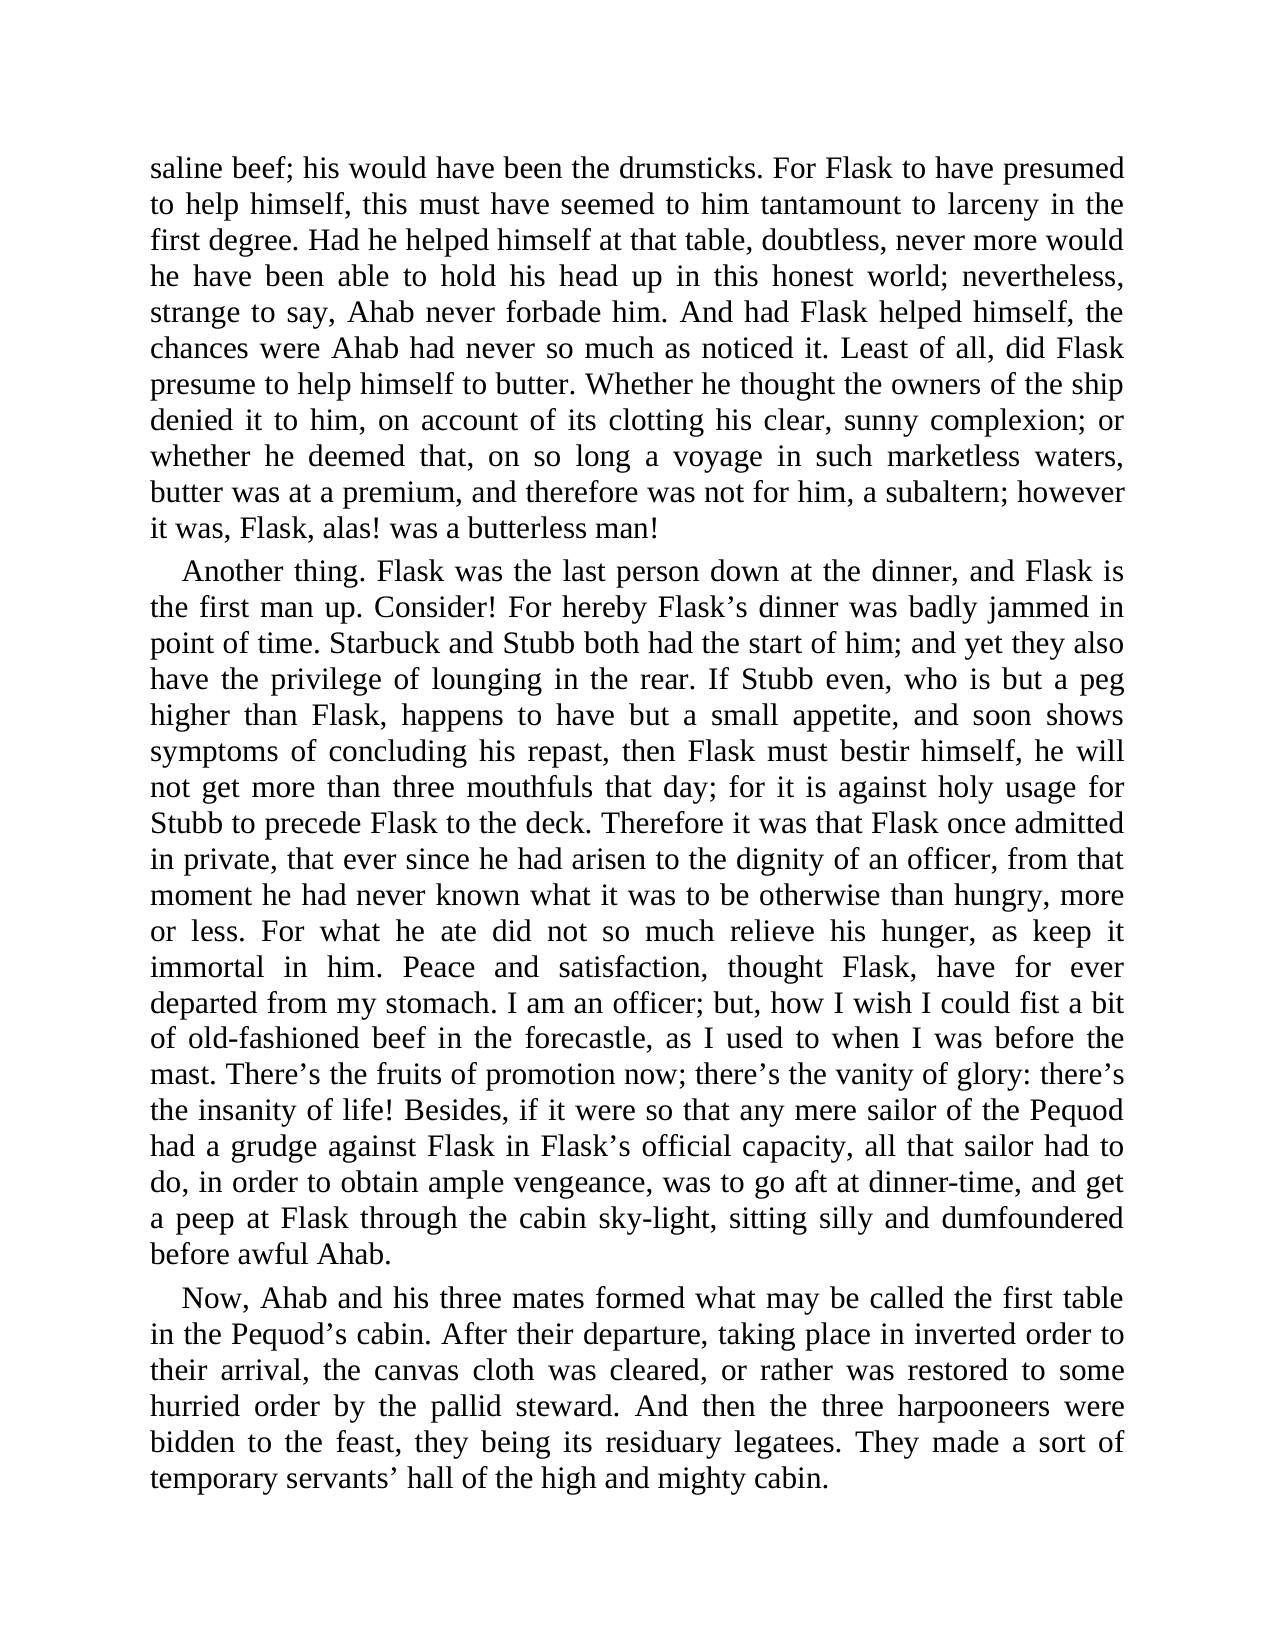 saline beef; his would have been the drumsticks. For Flask to have presumed
to help himself, this must have seemed to him tantamount to larceny in the
first degree. Had he helped himself at that table, doubtless, never more would
he have been able to hold his head up in this honest world; nevertheless,
strange to say, Ahab never forbade him. And had Flask helped himself, the
chances were Ahab had never so much as noticed it. Least of all, did Flask
presume to help himself to butter. Whether he thought the owners of the ship
denied it to him, on account of its clotting his clear, sunny complexion; or
whether he deemed that, on so long a voyage in such marketless waters,
butter was at a premium, and therefore was not for him, a subaltern; however
it was, Flask, alas! was a butterless man!
Another thing. Flask was the last person down at the dinner, and Flask is
the first man up. Consider! For hereby Flask’s dinner was badly jammed in
point of time. Starbuck and Stubb both had the start of him; and yet they also
have the privilege of lounging in the rear. If Stubb even, who is but a peg
higher than Flask, happens to have but a small appetite, and soon shows
symptoms of concluding his repast, then Flask must bestir himself, he will
not get more than three mouthfuls that day; for it is against holy usage for
Stubb to precede Flask to the deck. Therefore it was that Flask once admitted
in private, that ever since he had arisen to the dignity of an officer, from that
moment he had never known what it was to be otherwise than hungry, more
or less. For what he ate did not so much relieve his hunger, as keep it
immortal in him. Peace and satisfaction, thought Flask, have for ever
departed from my stomach. I am an officer; but, how I wish I could fist a bit
of old-fashioned beef in the forecastle, as I used to when I was before the
mast. There’s the fruits of promotion now; there’s the vanity of glory: there’s
the insanity of life! Besides, if it were so that any mere sailor of the Pequod
had a grudge against Flask in Flask’s official capacity, all that sailor had to
do, in order to obtain ample vengeance, was to go aft at dinner-time, and get
a peep at Flask through the cabin sky-light, sitting silly and dumfoundered
before awful Ahab.
Now, Ahab and his three mates formed what may be called the first table
in the Pequod’s cabin. After their departure, taking place in inverted order to
their arrival, the canvas cloth was cleared, or rather was restored to some
hurried order by the pallid steward. And then the three harpooneers were
bidden to the feast, they being its residuary legatees. They made a sort of
temporary servants’ hall of the high and mighty cabin.